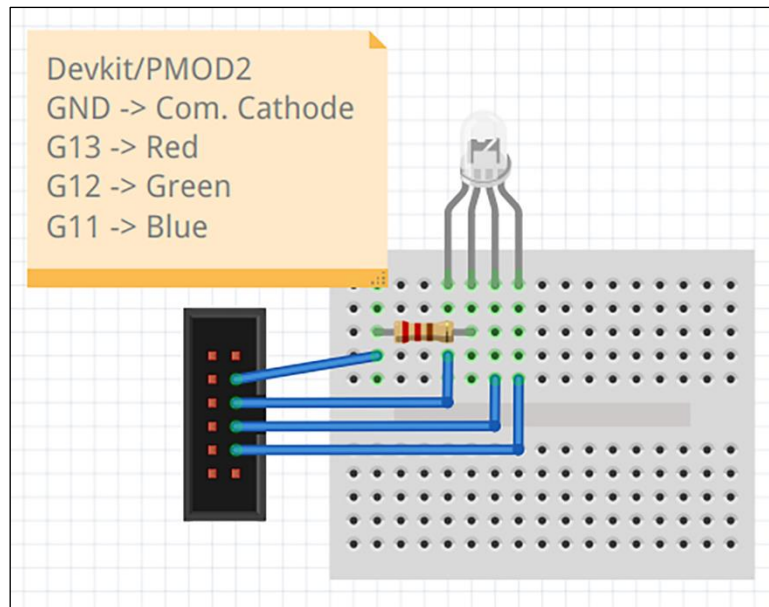 Devkit/PMOD2
GND -> Com. Cathode
G13 -> Red
G12 -> Green
G11 -> Blue